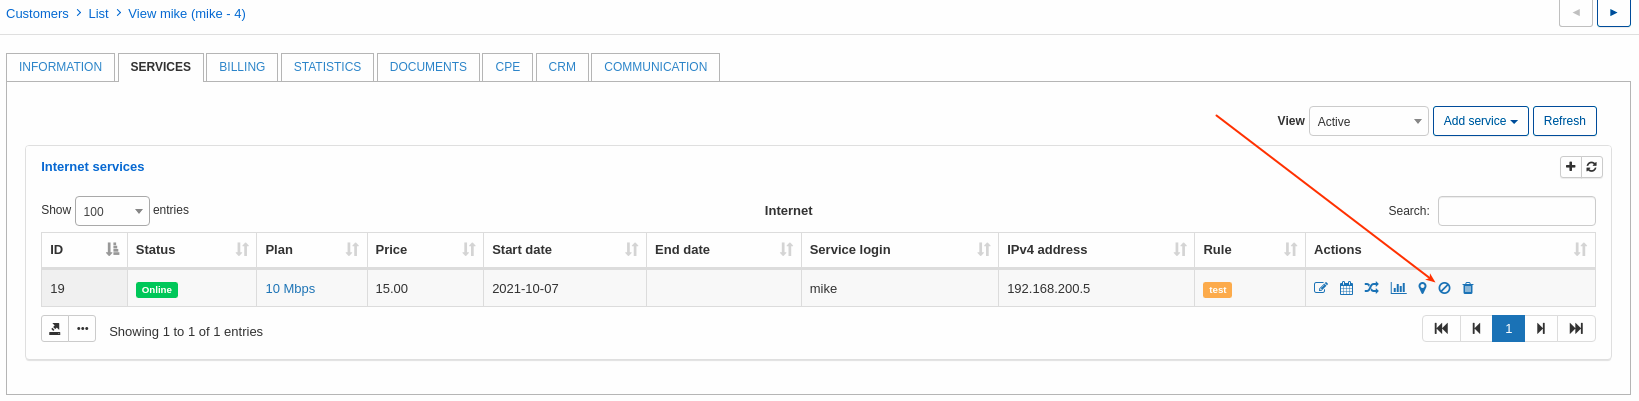 Customers > List > View mike (mike - 4)
INFORMATION SERVICES BILLING STATISTICS DOCUMENTS CPE CRM COMMUNICATION
View Active Add service Refresh
Internet services
Show 100 entries Internet Search:
ID Status Plan Price Start date End date Service login IPv4 address Rule Actions
19 Online 10 Mbps 15.00 2021-10-07 mike 192.168.200.5 test
Showing 1 to 1 of 1 entries 1